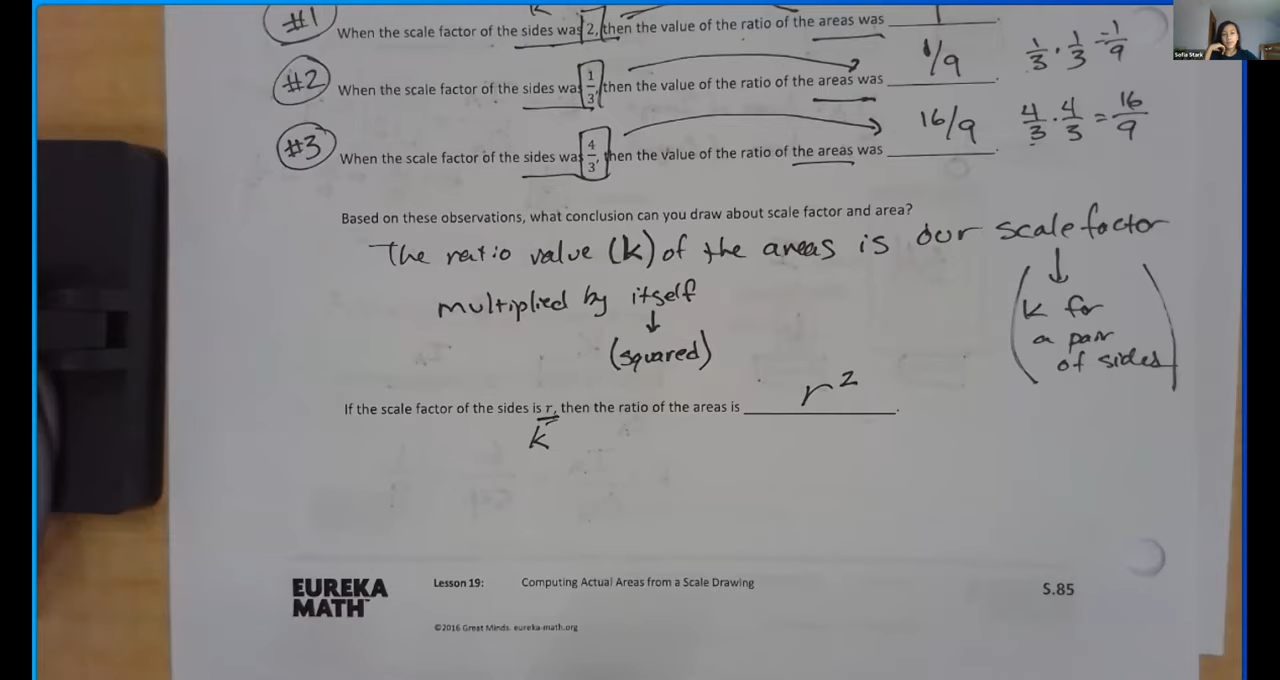 #1
When the scale factor of the sides was 2, then the value of the ratio of the areas was
#2
When the scale factor of the sides was 1/3, then the value of the ratio of the areas was 1/9
1/3 · 1/3 = 1/9
#3
When the scale factor of the sides was 4/3, then the value of the ratio of the areas was 16/9
4/3 · 4/3 = 16/9
Based on these observations, what conclusion can you draw about scale factor and area?
The ratio value (k) of the areas is our scale factor
multiplied by itself
(squared)
k for
a pair
of sides
If the scale factor of the sides is r, then the ratio of the areas is r².
k
EUREKA
MATH™
Lesson 19: Computing Actual Areas from a Scale Drawing
S.85
©2016 Great Minds. eureka-math.org
Sofia Stark